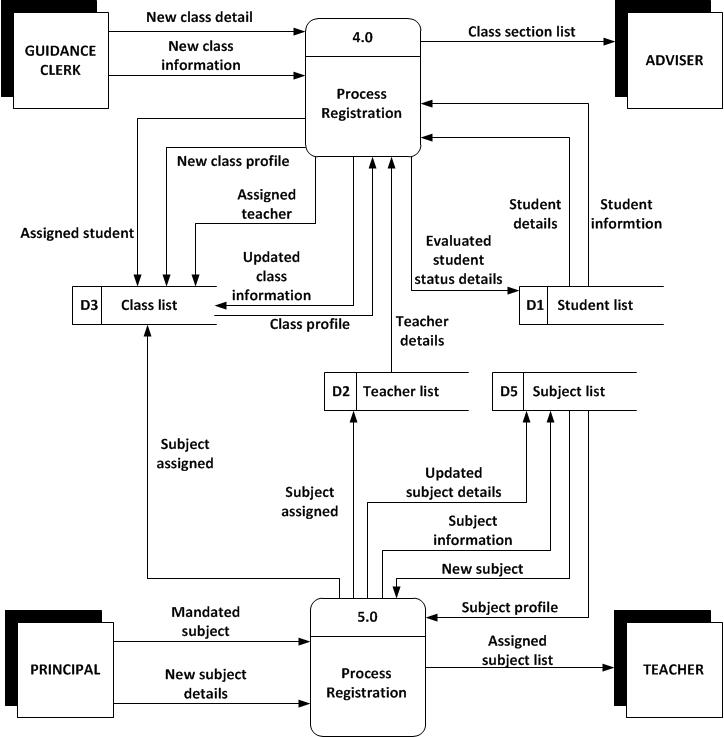 New class detail
GUIDANCE
CLERK
New class
information
4.0
Process
Registration
Class section list
ADVISER
New class profile
Assigned
teacher
Assigned student
Updated
class
information
Class profile
Evaluated
student
status details
Student
details
Student
informtion
D3
Class list
D1
Student list
Teacher
details
D2
Teacher list
D5
Subject list
Subject
assigned
Subject
assigned
Updated
subject details
Subject
information
New subject
Subject profile
5.0
Process
Registration
Mandated
subject
PRINCIPAL
New subject
details
Assigned
subject list
TEACHER